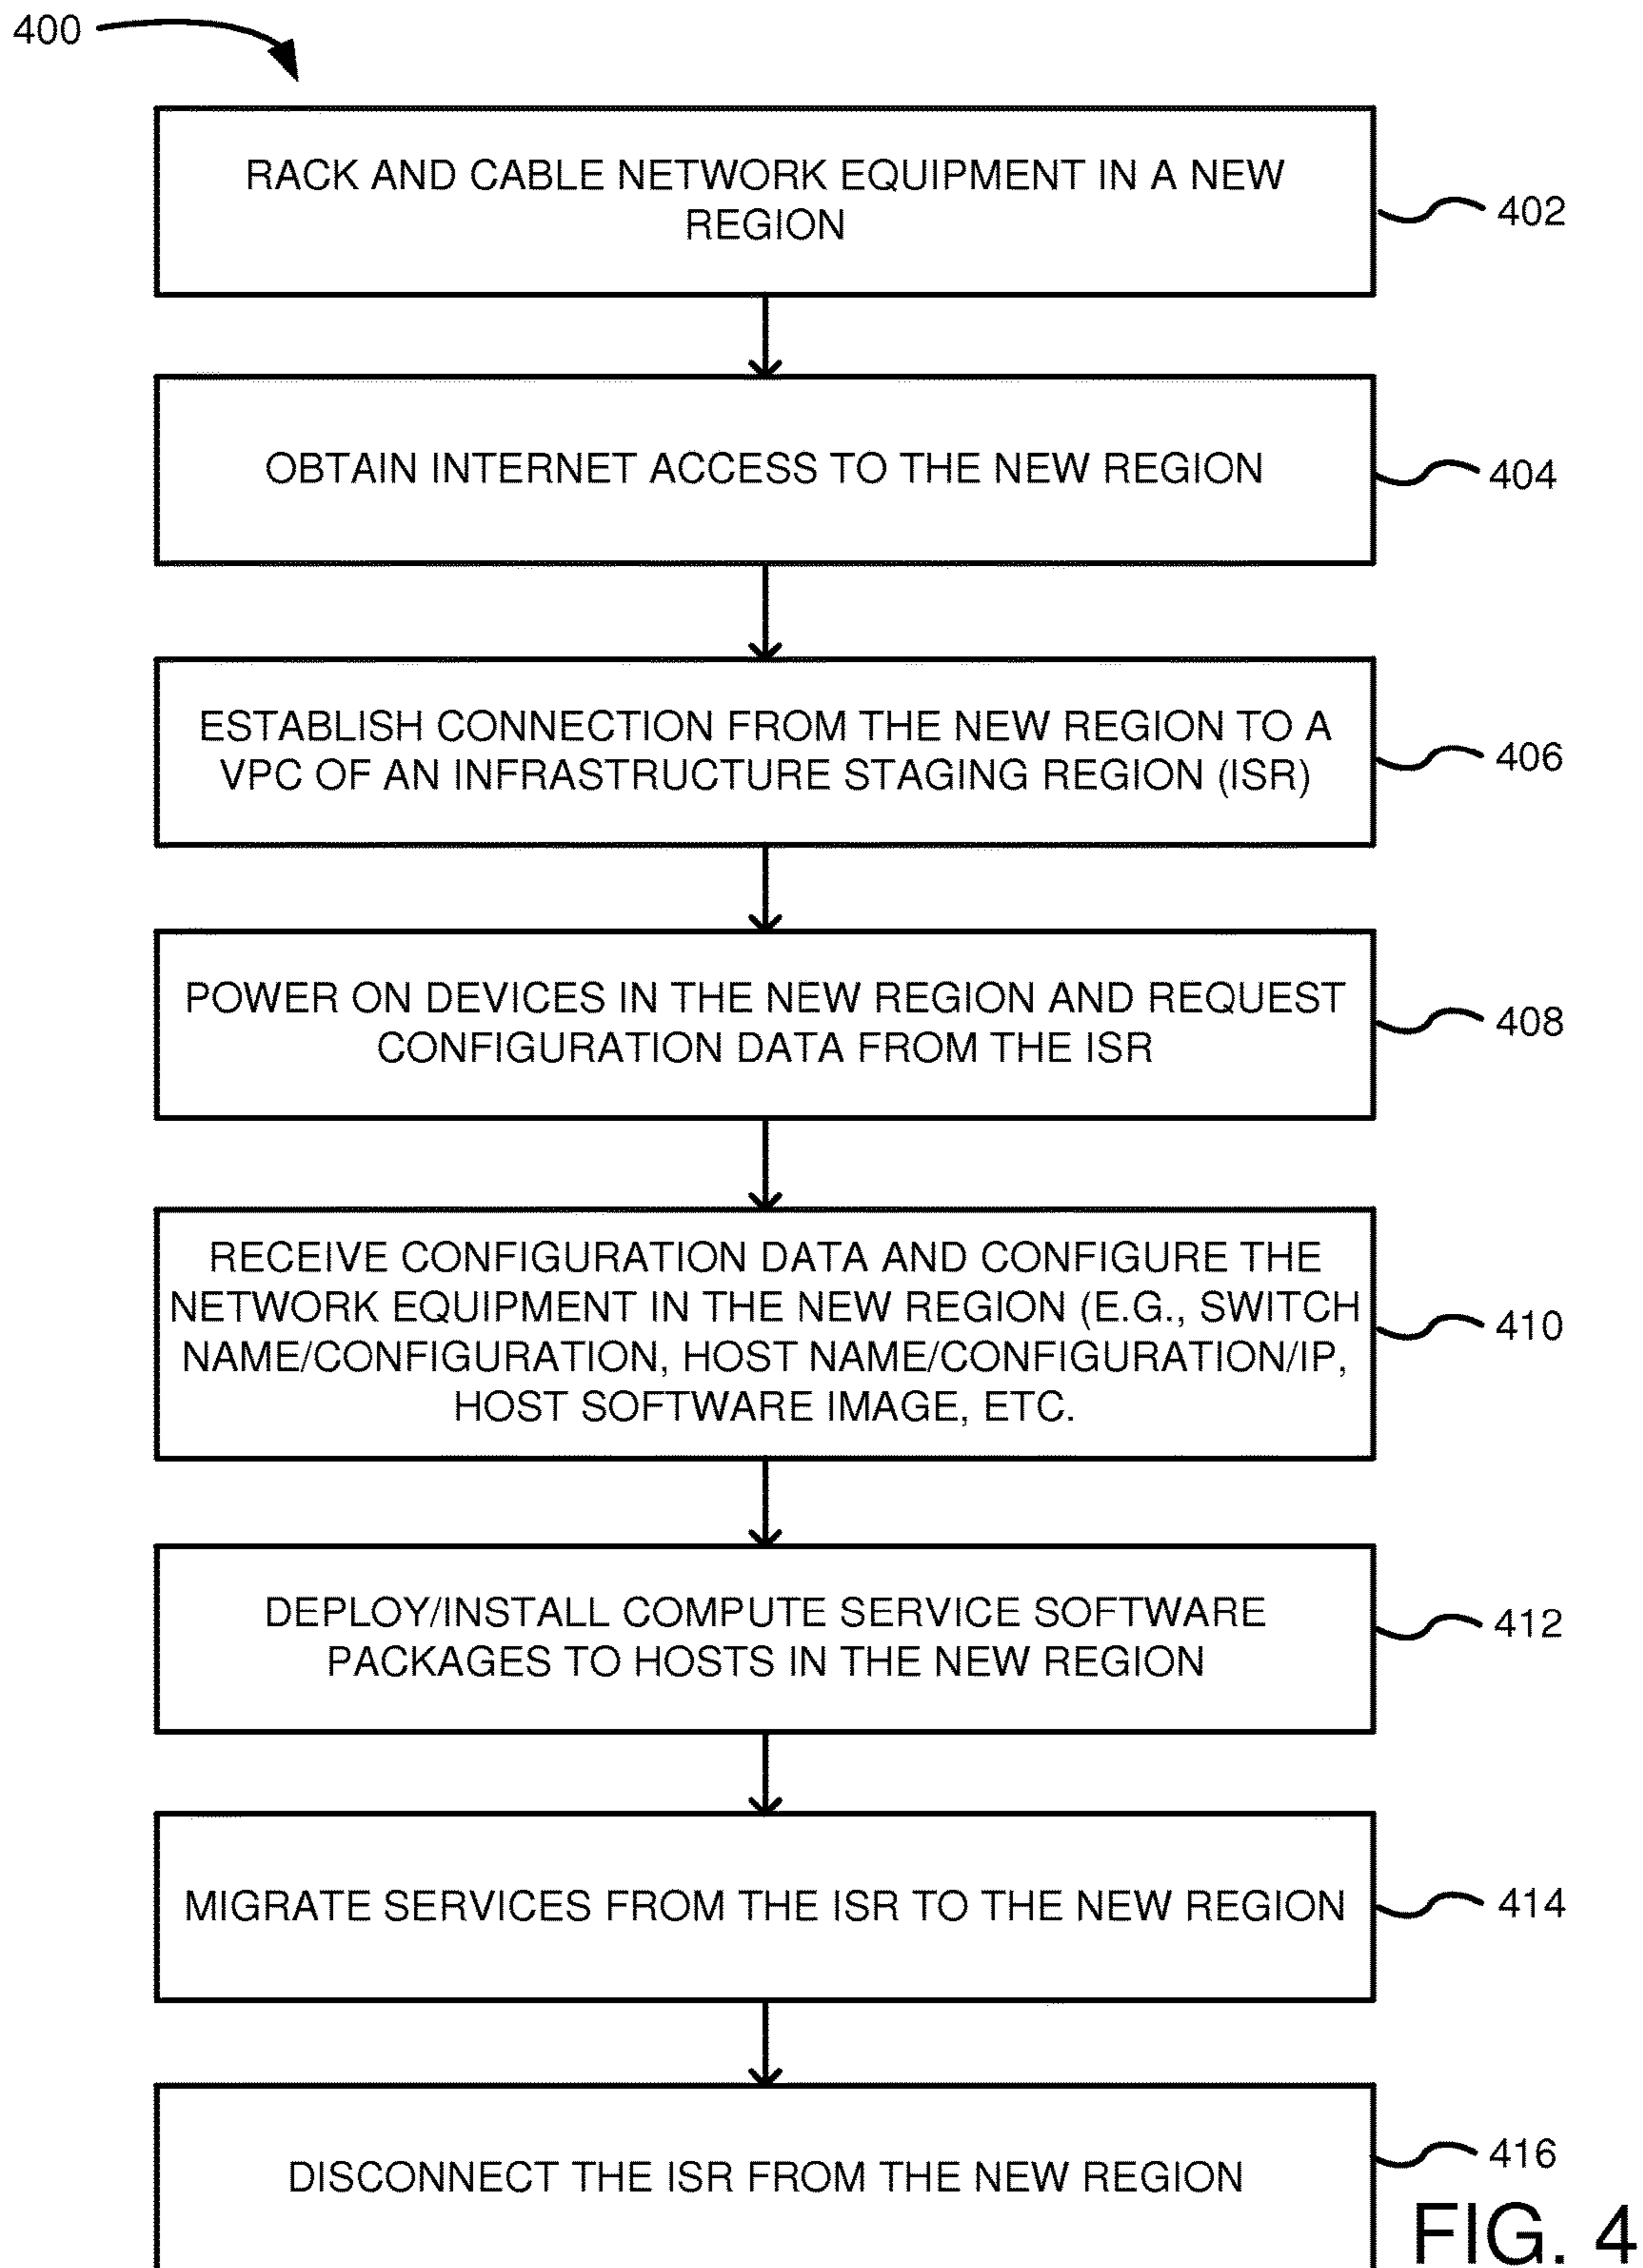 400
RACK AND CABLE NETWORK EQUIPMENT IN A NEW
REGION
402
OBTAIN INTERNET ACCESS TO THE NEW REGION
404
ESTABLISH CONNECTION FROM THE NEW REGION TO A
VPC OF AN INFRASTRUCTURE STAGING REGION (ISR)
406
POWER ON DEVICES IN THE NEW REGION AND REQUEST
CONFIGURATION DATA FROM THE ISR
408
RECEIVE CONFIGURATION DATA AND CONFIGURE THE
NETWORK EQUIPMENT IN THE NEW REGION (E.G., SWITCH
NAME/CONFIGURATION, HOST NAME/CONFIGURATION/IP,
HOST SOFTWARE IMAGE, ETC.
410
DEPLOY/INSTALL COMPUTE SERVICE SOFTWARE
PACKAGES TO HOSTS IN THE NEW REGION
412
MIGRATE SERVICES FROM THE ISR TO THE NEW REGION
414
DISCONNECT THE ISR FROM THE NEW REGION
416
FIG. 4